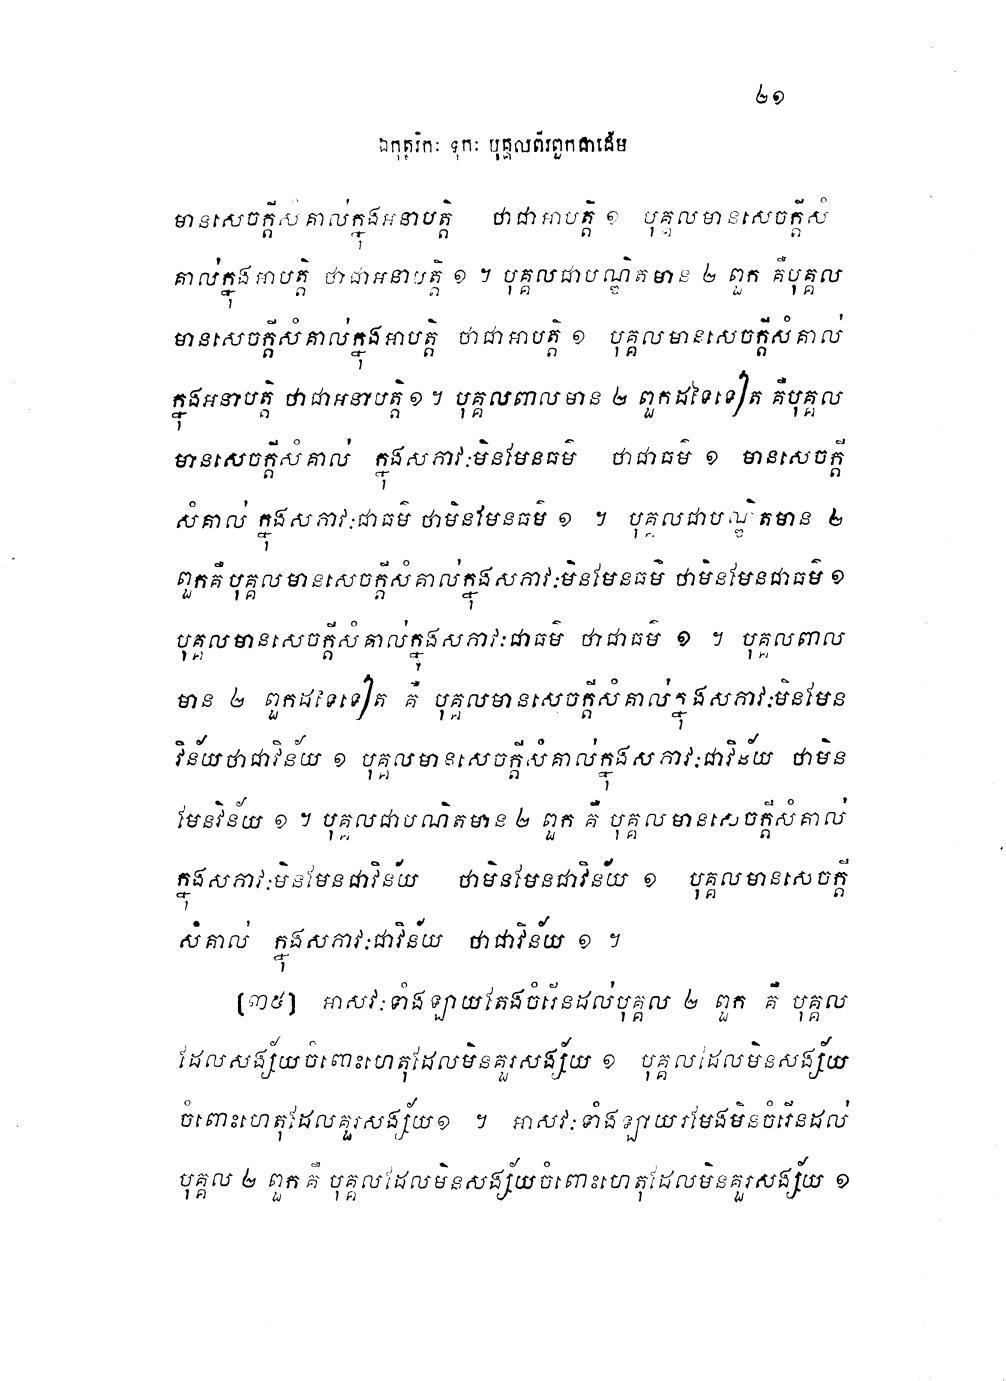 ៤១
ឯកុត្តរិកៈ ទុកៈ បុគ្គលពីរពួកជាដើម
មានសេចក្តីសំគាល់ក្នុងអនាបត្តិ ថាជាអាបត្តិ ១ បុគ្គលមានសេចក្តីសំ
គាល់ក្នុងអាបត្តិ ថាជាអនាបត្តិ ១ ។ បុគ្គលជាបណ្ឌិតមាន ២ ពួក គឺបុគ្គល
មានសេចក្តីសំគាល់ក្នុងអាបត្តិ ថាជាអាបត្តិ ១ បុគ្គលមានសេចក្តីសំគាល់
ក្នុងអនាបត្តិ ថាជាអនាបត្តិ ១ ។ បុគ្គលពាលមាន ២ ពួកដទៃទៀត គឺបុគ្គល
មានសេចក្តីសំគាល់ ក្នុងសភាវៈមិនមែនធម៌ ថាជាធម៌ ១ មានសេចក្តី
សំគាល់ ក្នុងសភាវៈជាធម៌ ថាមិនមែនធម៌ ១ ។ បុគ្គលជាបណ្ឌិតមាន ២
ពួកគឺបុគ្គលមានសេចក្តីសំគាល់ក្នុងសភាវៈមិនមែនធម៌ ថាមិនមែនជាធម៌ ១
បុគ្គលមានសេចក្តីសំគាល់ក្នុងសភាវៈជាធម៌ ថាជាធម៌ ១ ។ បុគ្គលពាល
មាន ២ ពួកដទៃទៀត គឺ បុគ្គលមានសេចក្តីសំគាល់ក្នុងសភាវៈមិនមែន
វិន័យថាជាវិន័យ ១ បុគ្គលមានសេចក្តីសំគាល់ក្នុងសភាវៈជាវិន័យ ថាមិន
មែនវិន័យ ១ ។ បុគ្គលជាបណិតមាន ២ ពួក គឺ បុគ្គលមានសេចក្តីសំគាល់
ក្នុងសភាវៈមិនមែនជាវិន័យ ថាមិនមែនជាវិន័យ ១ បុគ្គលមានសេចក្តី
សំគាល់ ក្នុងសភាវៈជាវិន័យ ថាជាវិន័យ ១ ។
[៣៥] អាសវៈទាំងឡាយតែងចំរើនដល់បុគ្គល ២ ពួក គឺ បុគ្គល
ដែលសង្ស័យចំពោះហេតុដែលមិនគួរសង្ស័យ ១ បុគ្គលដែលមិនសង្ស័យ
ចំពោះហេតុដែលគួរសង្ស័យ១ ។ អាសវៈទាំងឡាយរមែងមិនចំរើនដល់
បុគ្គល ២ ពួក គឺ បុគ្គលដែលមិនសង្ស័យចំពោះហេតុដែលមិនគួរសង្ស័យ ១